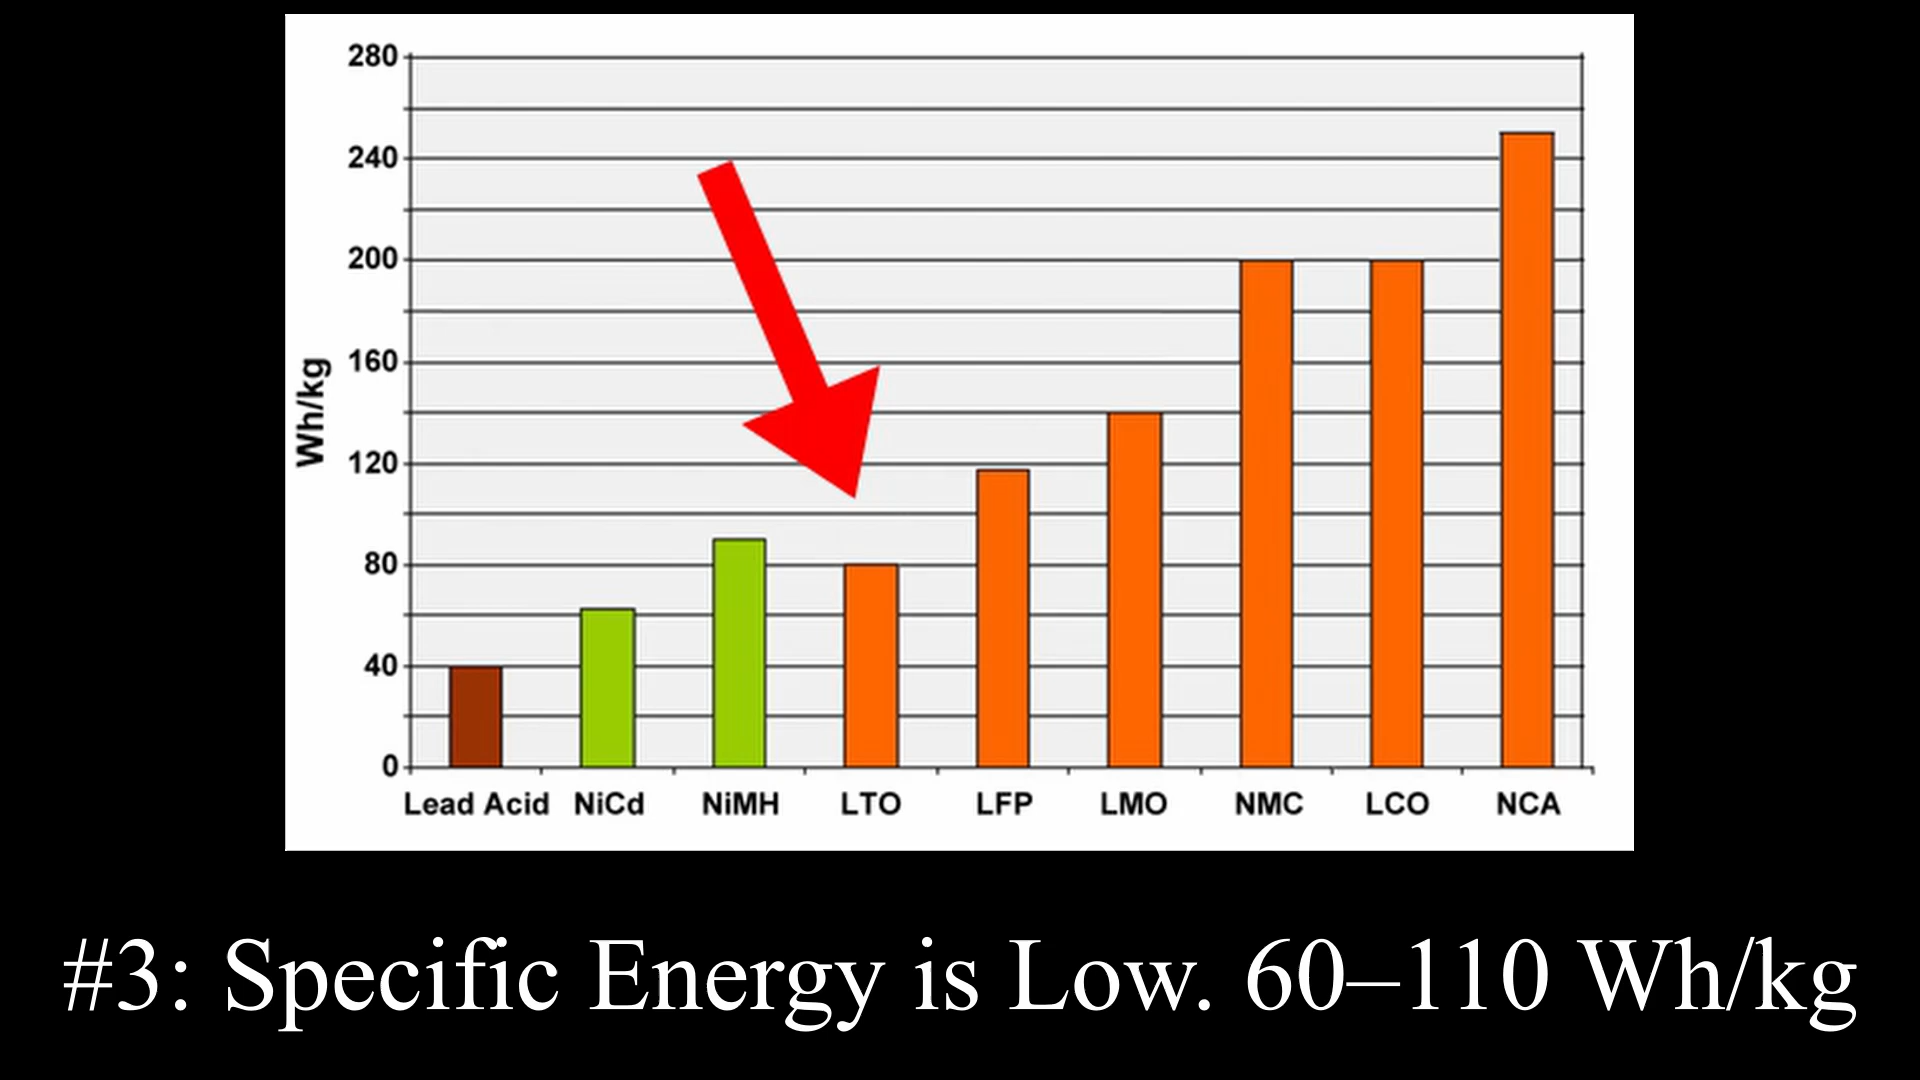 280
240
200
160
120
80
40
0
Wh/kg
Lead Acid NiCd NiMH LTO LFP LMO NMC LCO NCA
#3: Specific Energy is Low. 60–110 Wh/kg